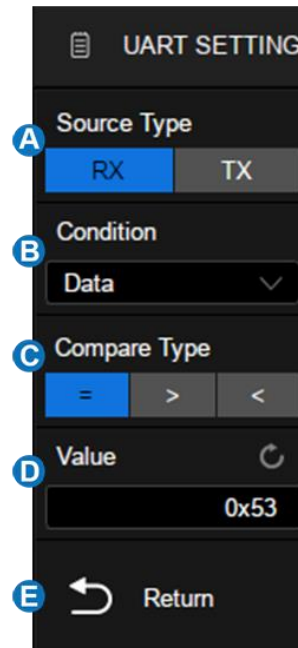 UART SETTING
A
Source Type
RX TX
B
Condition
Data
C
Compare Type
= > <
D
Value
0x53
E
Return